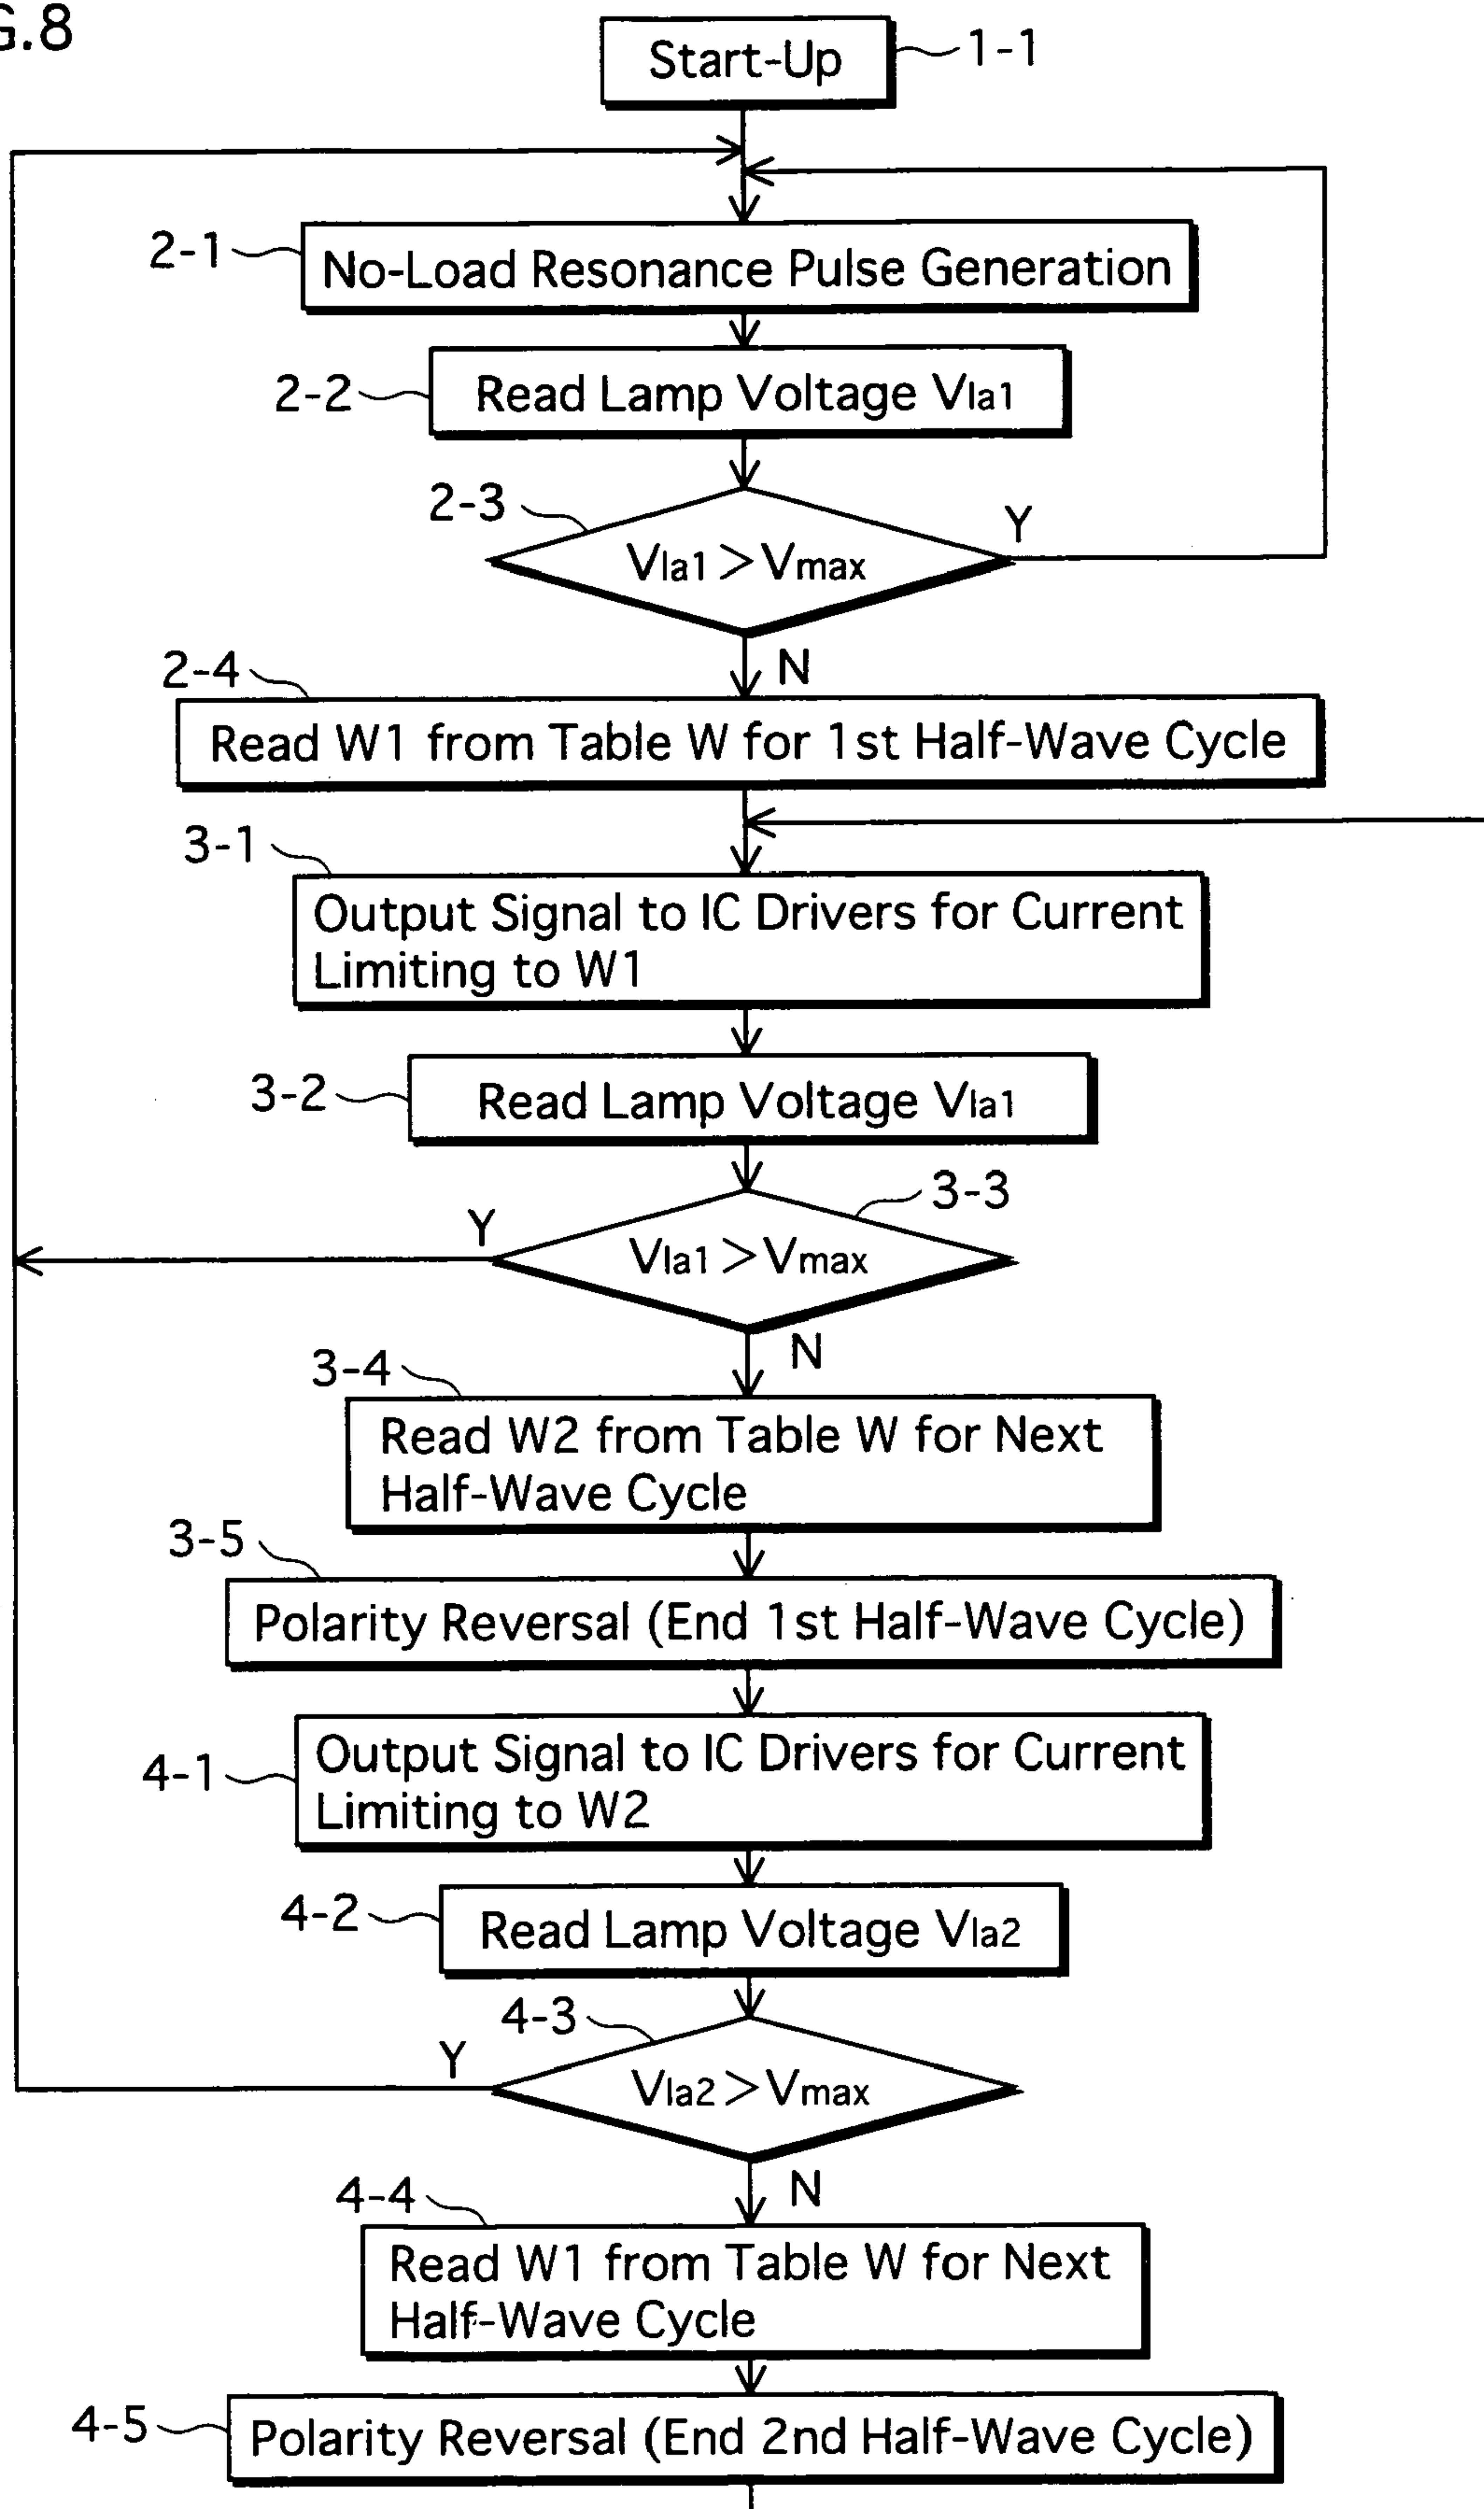 G.8
Start-Up
1-1
2-1
No-Load Resonance Pulse Generation
2-2
Read Lamp Voltage Vla1
2-3
Vla1 > Vmax
Y
N
2-4
Read W1 from Table W for 1st Half-Wave Cycle
3-1
Output Signal to IC Drivers for Current
Limiting to W1
3-2
Read Lamp Voltage Vla1
3-3
Y
Vla1 > Vmax
N
3-4
Read W2 from Table W for Next
Half-Wave Cycle
3-5
Polarity Reversal (End 1st Half-Wave Cycle)
4-1
Output Signal to IC Drivers for Current
Limiting to W2
4-2
Read Lamp Voltage Vla2
4-3
Y
Vla2 > Vmax
N
4-4
Read W1 from Table W for Next
Half-Wave Cycle
4-5
Polarity Reversal (End 2nd Half-Wave Cycle)